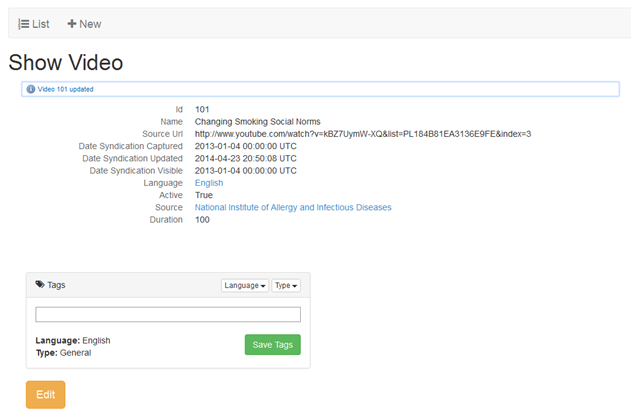 List New
Show Video
Video 101 updated
Id 101
Name Changing Smoking Social Norms
Source Url http://www.youtube.com/watch?v=kBZ7UymW-XQ&list=PL184B81EA3136E9FE&index=3
Date Syndication Captured 2013-01-04 00:00:00 UTC
Date Syndication Updated 2014-04-23 20:50:08 UTC
Date Syndication Visible 2013-01-04 00:00:00 UTC
Language English
Active True
Source National Institute of Allergy and Infectious Diseases
Duration 100
Tags Language Type
Language: English
Type: General
Save Tags
Edit